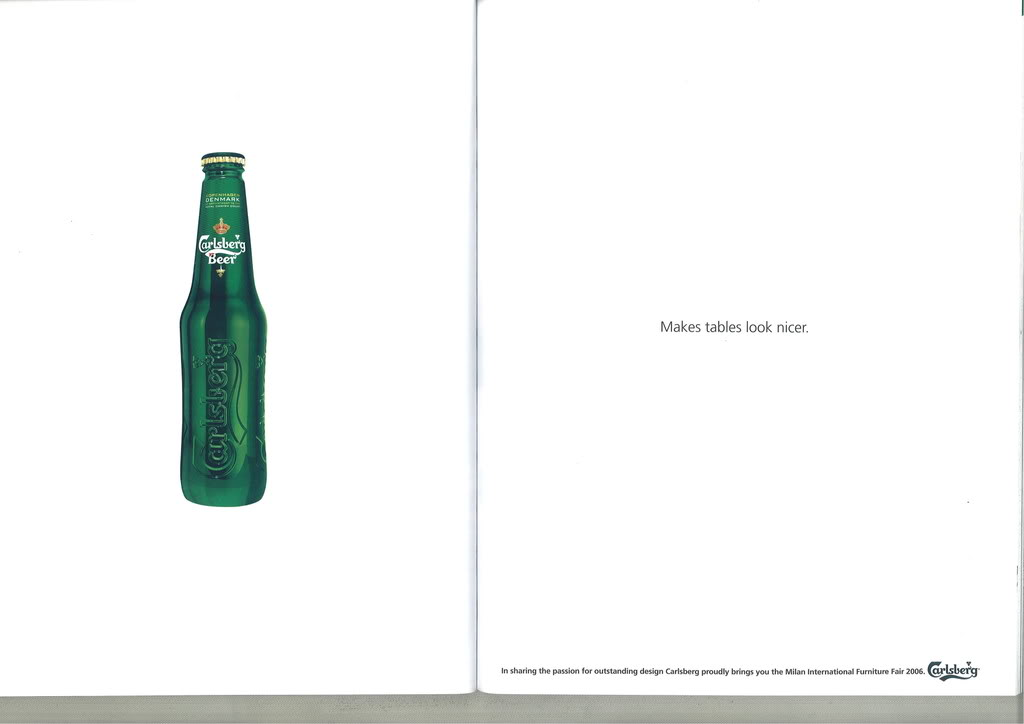 COPENHAGEN
DENMARK
Carlsberg
Beer
Carlsberg
Makes tables look nicer.
In sharing the passion for outstanding design Carlsberg proudly brings you the Milan International Furniture Fair 2006. Carlsberg